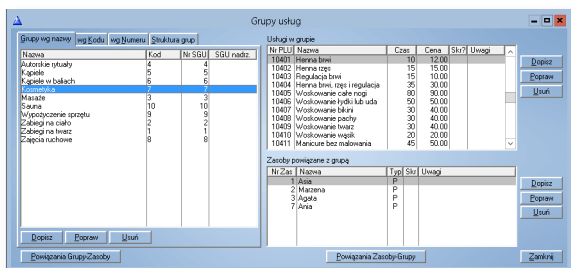 Grupy usług
Grupy wg nazwy wg Kodu wg Numeru Struktura grup
Nazwa Kod Nr SGU SGU nadrz.
Autorskie rytuały 4 4
Kąpiele 5 5
Kąpiele w baliach 6 6
Kosmetyka 7 7
Masaże 3 3
Sauna 10 10
Wypożyczenie sprzętu 9 9
Zabiegi na ciało 2 2
Zabiegi na twarz 1 1
Zajęcia ruchowe 8 8
Dopisz Popraw Usuń
Powiązania Grupy-Zasoby
Usługi w grupie
Nr PLU Nazwa Czas Cena Skr? Uwagi
10401 Henna brwi 10 12.00
10402 Henna rzęs 15 15.00
10403 Regulacja brwi 15 10.00
10404 Henna brwi, rzęs i regulacja 35 30.00
10405 Woskowanie całe nogi 80 90.00
10406 Woskowanie łydki lub uda 50 50.00
10407 Woskowanie bikini 30 40.00
10408 Woskowanie pachy 30 40.00
10409 Woskowanie twarz 30 40.00
10410 Woskowanie wąsik 20 20.00
10411 Manicure bez malowania 45 50.00
Dopisz
Popraw
Usuń
Zasoby powiązane z grupą
Nr Zas Nazwa Typ Skr Uwagi
1 Asia P
2 Marzena P
3 Agata P
7 Ania P
Dopisz
Popraw
Usuń
Powiązania Zasoby-Grupy
Zamknij